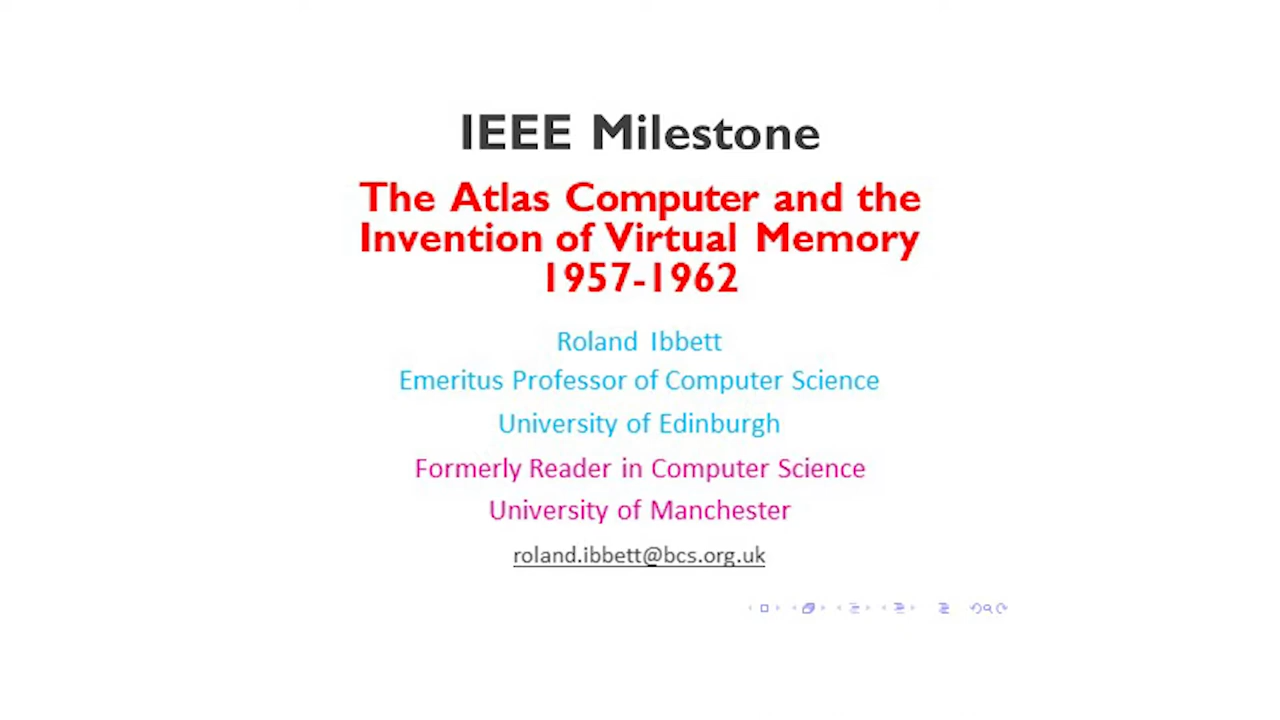 IEEE Milestone
The Atlas Computer and the
Invention of Virtual Memory
1957-1962
Roland Ibbett
Emeritus Professor of Computer Science
University of Edinburgh
Formerly Reader in Computer Science
University of Manchester
roland.ibbett@bcs.org.uk